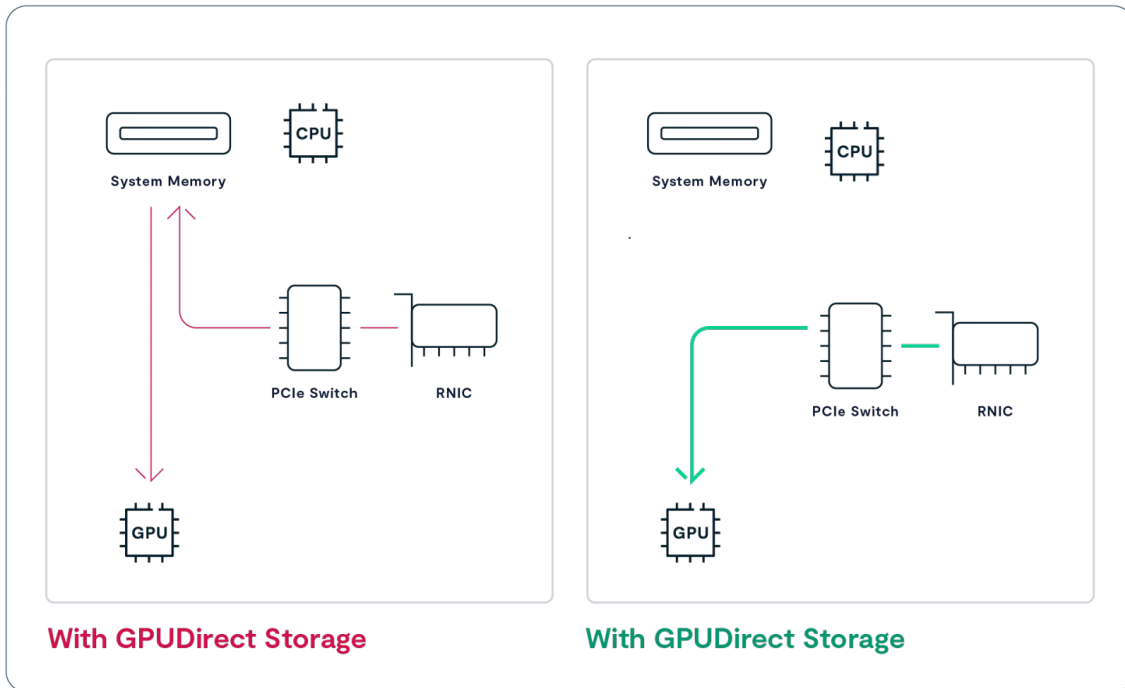 CPU
System Memory
PCIe Switch
RNIC
GPU
With GPUDirect Storage
CPU
System Memory
PCIe Switch
RNIC
GPU
With GPUDirect Storage